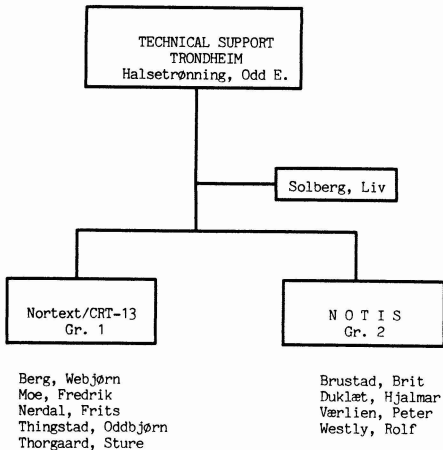 TECHNICAL SUPPORT
TRONDHEIM
Halsetrønning, Odd E.
Solberg, Liv
Nortext/CRT-13
Gr. 1
N O T I S
Gr. 2
Berg, Webjørn
Moe, Fredrik
Nerdal, Frits
Thingstad, Oddbjørn
Thorgaard, Sture
Brustad, Brit
Duklæt, Hjalmar
Værlien, Peter
Westly, Rolf